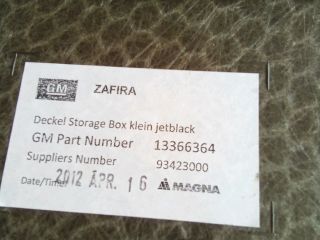 GM ZAFIRA
Deckel Storage Box klein jetblack
GM Part Number 13366364
Suppliers Number 93423000
Date/Time: 2012 APR. 16 MAGNA